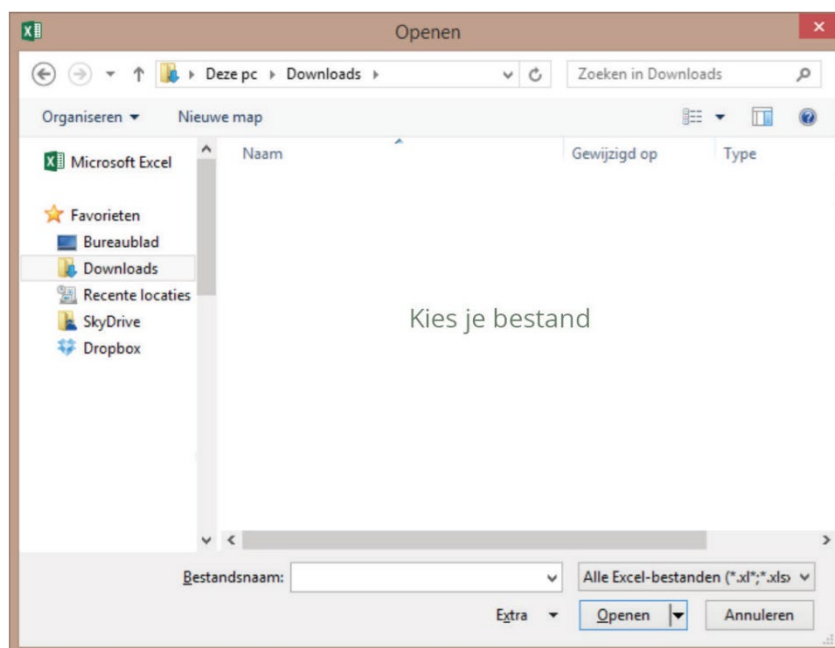 Openen
Deze pc Downloads Zoeken in Downloads
Organiseren Nieuwe map
Microsoft Excel
Naam Gewijzigd op Type
Favorieten
Bureaublad
Downloads
Recente locaties
SkyDrive
Dropbox
Kies je bestand
Bestandsnaam: Alle Excel-bestanden (*.xl*;*.xls
Extra Openen Annuleren